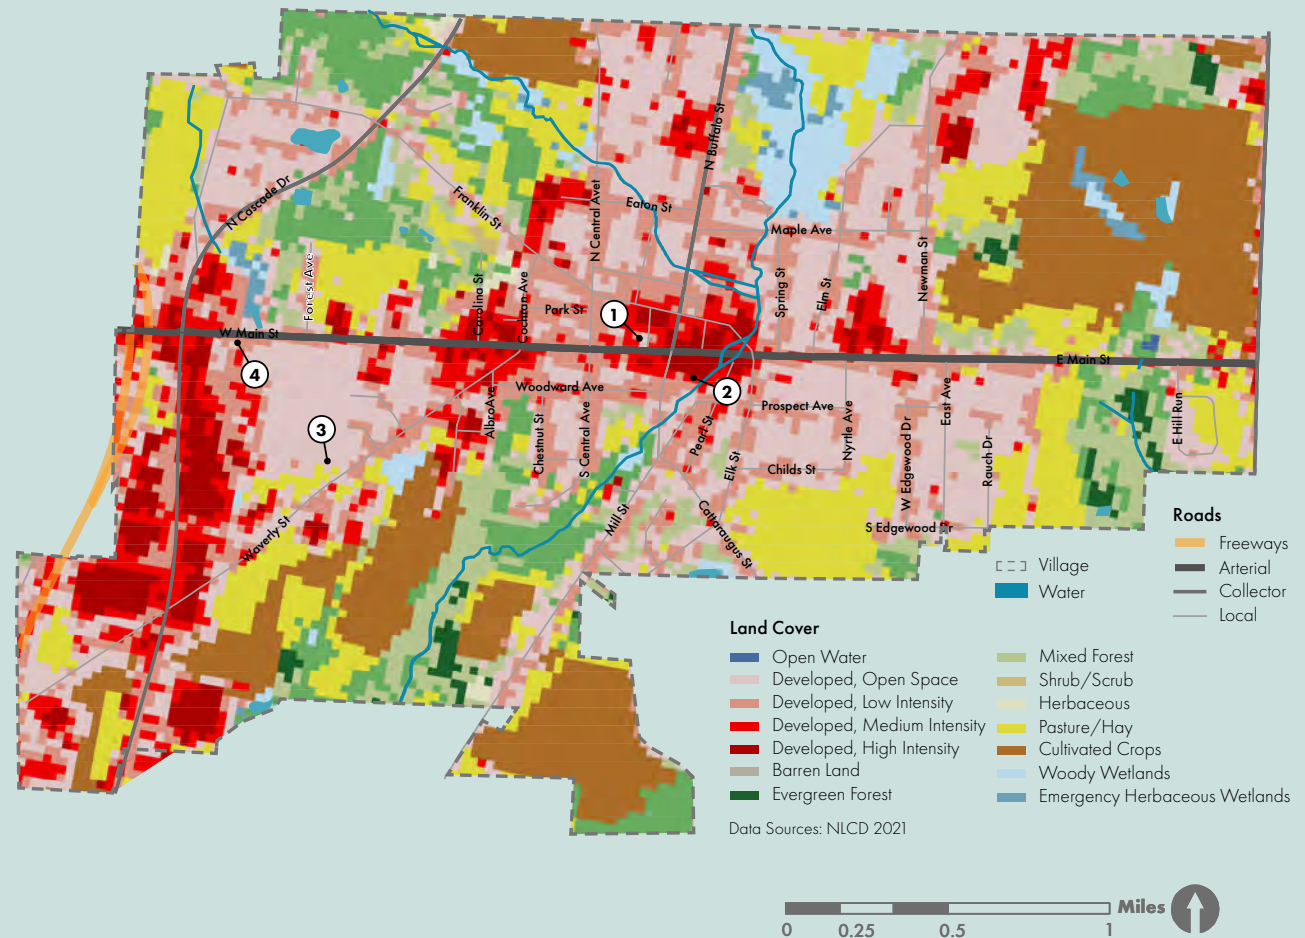 N Buffalo St
N Central Avet
Eaton St
Franklin St
N Cascade Dr
Maple Ave
Newman St
Spring St
Elm St
Forest Ave
Carolina St
Cochran Ave
Park St
1
W Main St
E Main St
4
2
Woodward Ave
Albro Ave
Prospect Ave
East Ave
E Hill Run
3
Chestnut St
S Central Ave
Pearl St
Nyrtle Ave
W Edgewood Dr
Rauch Dr
Elk St
Childs St
Waverly St
Mill St
Cattaraugus St
S Edgewood Dr
Village
Water
Roads
Freeways
Arterial
Collector
Local
Land Cover
Open Water
Developed, Open Space
Developed, Low Intensity
Developed, Medium Intensity
Developed, High Intensity
Barren Land
Evergreen Forest
Mixed Forest
Shrub/Scrub
Herbaceous
Pasture/Hay
Cultivated Crops
Woody Wetlands
Emergency Herbaceous Wetlands
Data Sources: NLCD 2021
Miles
0 0.25 0.5 1